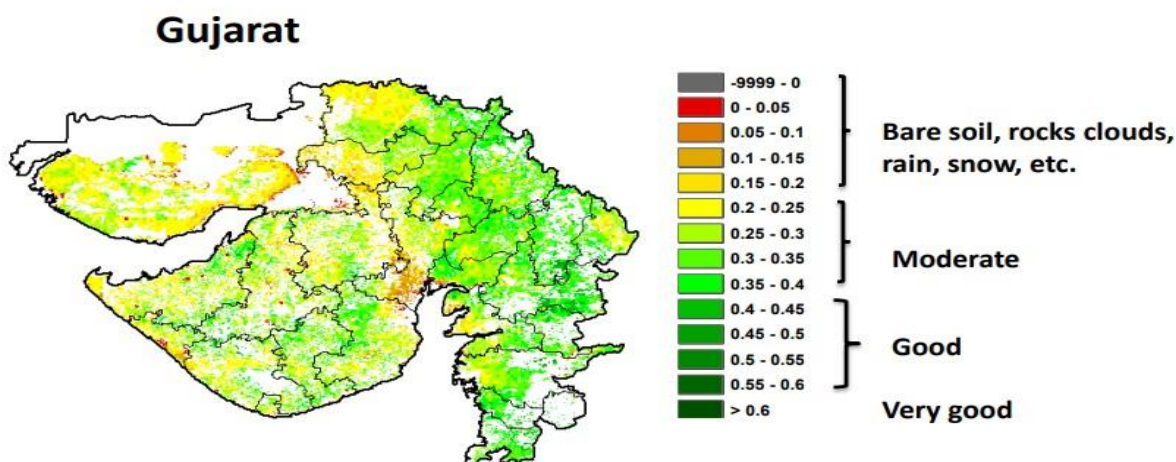 Gujarat
-9999 - 0
0 - 0.05
0.05 - 0.1
0.1 - 0.15
0.15 - 0.2
0.2 - 0.25
0.25 - 0.3
0.3 - 0.35
0.35 - 0.4
0.4 - 0.45
0.45 - 0.5
0.5 - 0.55
0.55 - 0.6
> 0.6
Bare soil, rocks clouds,
rain, snow, etc.
Moderate
Good
Very good